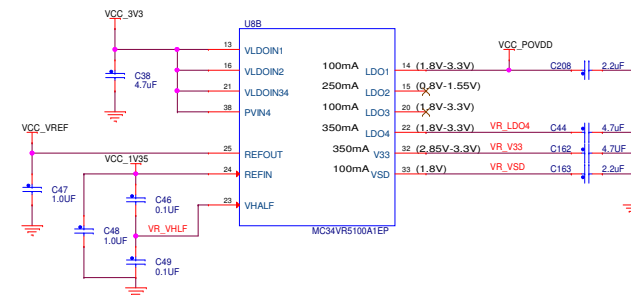 VCC_3V3
U8B
VCC_POVDD
13 VLDOIN1
100mA LDO1 14 (1.8V-3.3V)
C208 2.2uF
C38
4.7uF
16 VLDOIN2
250mA LDO2 15 (0.8V-1.55V)
21 VLDOIN34
100mA LDO3 20 (1.8V-3.3V)
38 PVIN4
350mA LDO4 22 (1.8V-3.3V) VR_LDO4 C44 4.7uF
VCC_VREF
25 REFOUT
350mA V33 32 (2.85V-3.3V) VR_V33 C162 4.7UF
VCC_1V35
24 REFIN
100mA VSD 33 (1.8V) VR_VSD C163 2.2uF
C47
1.0UF
C46
0.1UF
23 VHALF
C48
1.0UF
VR_VHLF
MC34VR5100A1EP
C49
0.1UF